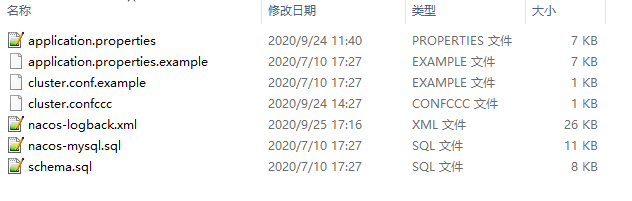 名称 修改日期 类型 大小
application.properties 2020/9/24 11:40 PROPERTIES 文件 7 KB
application.properties.example 2020/7/10 17:27 EXAMPLE 文件 7 KB
cluster.conf.example 2020/7/10 17:27 EXAMPLE 文件 1 KB
cluster.confccc 2020/9/24 14:27 CONFCCC 文件 1 KB
nacos-logback.xml 2020/9/25 17:16 XML 文件 26 KB
nacos-mysql.sql 2020/7/10 17:27 SQL 文件 11 KB
schema.sql 2020/7/10 17:27 SQL 文件 8 KB